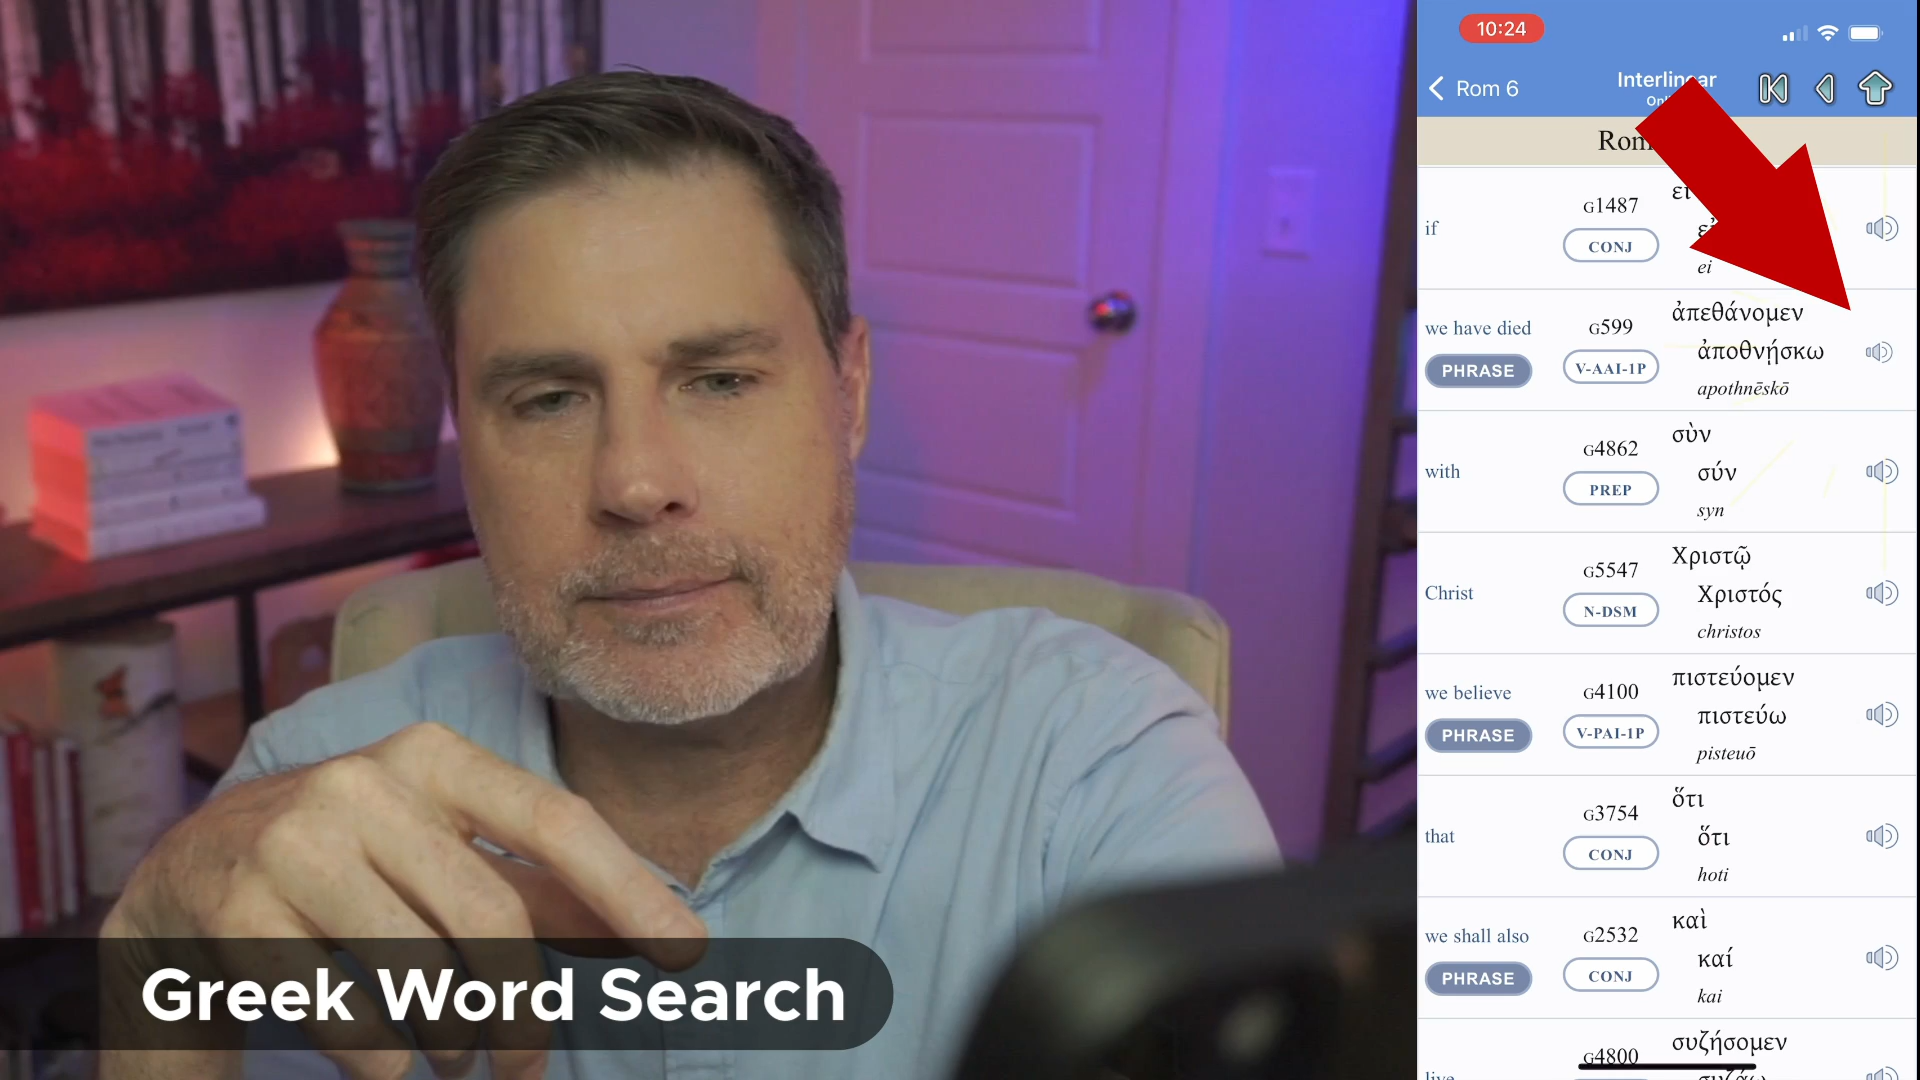 Greek Word Search
10:24
Rom 6
Interlinear
if
G1487
CONJ
ei
we have died
PHRASE
G599
V-AAI-1P
ἀπεθάνομεν
ἀποθνῄσκω
apothnēskō
with
G4862
PREP
σὺν
σύν
syn
Christ
G5547
N-DSM
Χριστῷ
Χριστός
christos
we believe
PHRASE
G4100
V-PAI-1P
πιστεύομεν
πιστεύω
pisteuō
that
G3754
CONJ
ὅτι
ὅτι
hoti
we shall also
PHRASE
G2532
CONJ
καὶ
καί
kai
live
G4800
συζήσομεν
συζάω